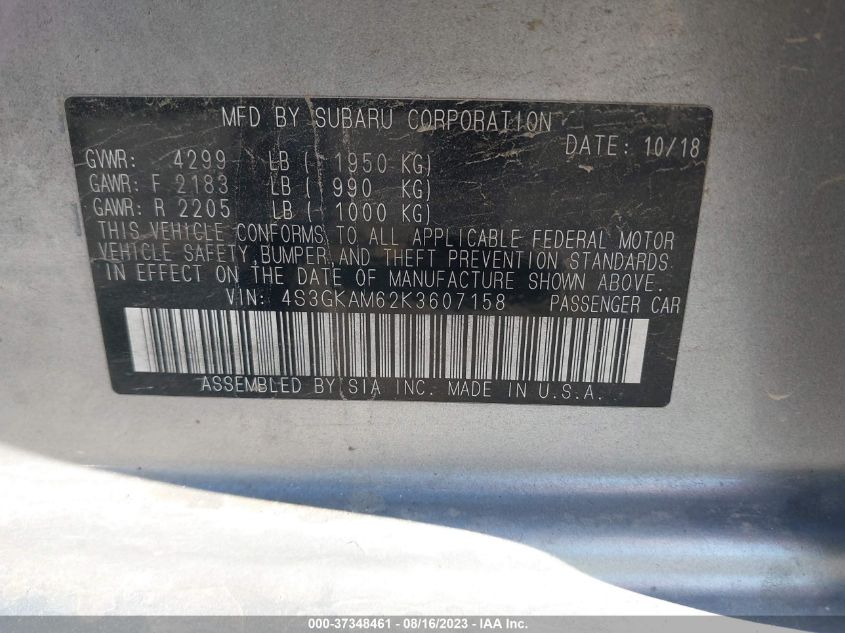 MFD BY SUBARU CORPORATION
DATE: 10/18
GVWR: 4299 LB ( 1950 KG)
GAWR: F 2183 LB ( 990 KG)
GAWR: R 2205 LB ( 1000 KG)
THIS VEHICLE CONFORMS TO ALL APPLICABLE FEDERAL MOTOR
VEHICLE SAFETY, BUMPER, AND THEFT PREVENTION STANDARDS
IN EFFECT ON THE DATE OF MANUFACTURE SHOWN ABOVE.
VIN: 4S3GKAM62K3607158 PASSENGER CAR
ASSEMBLED BY SIA INC. MADE IN U.S.A.
000-37348461 - 08/16/2023 - IAA Inc.